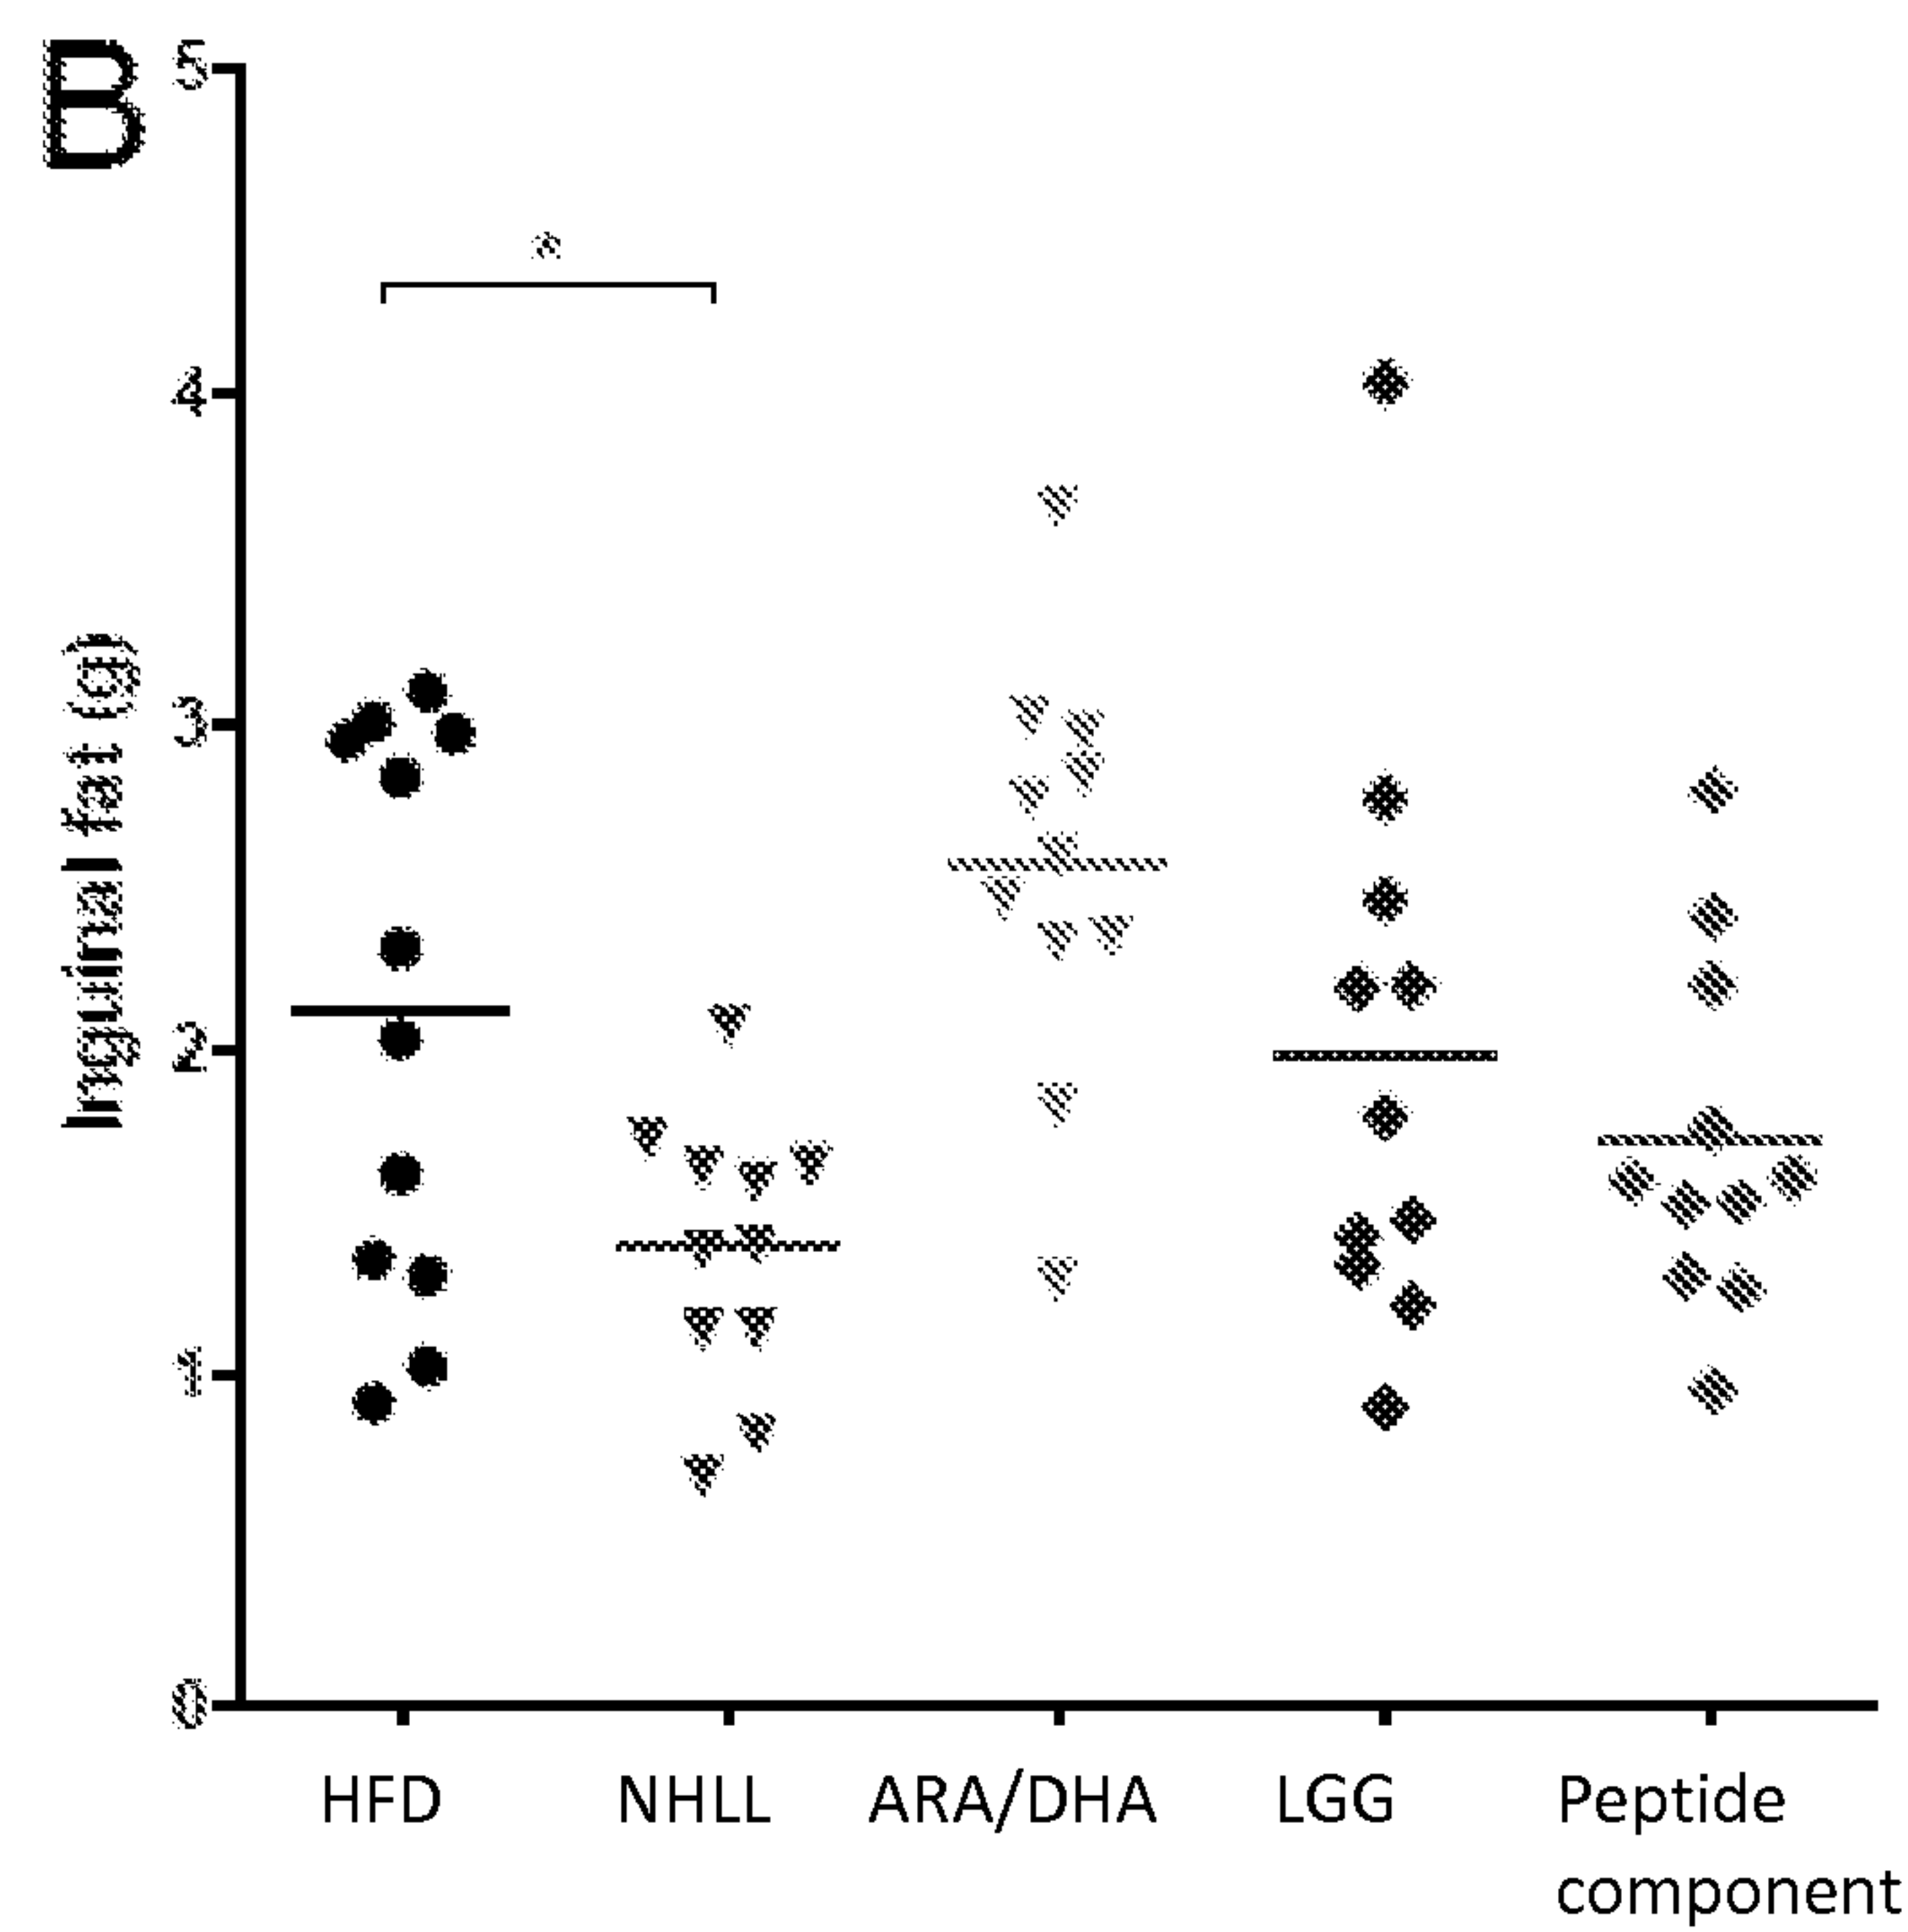 B
5
*
4
3
2
1
0
Inguinal fat (g)
HFD NHLL ARA/DHA LGG Peptide
component